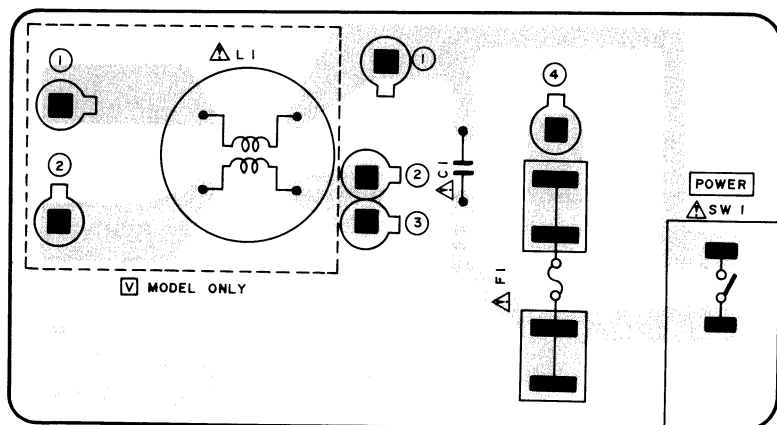 ① ⚠ L1 ①
④
② ② ⚠ C1
③
POWER
⚠ SW 1
V MODEL ONLY
⚠ F1